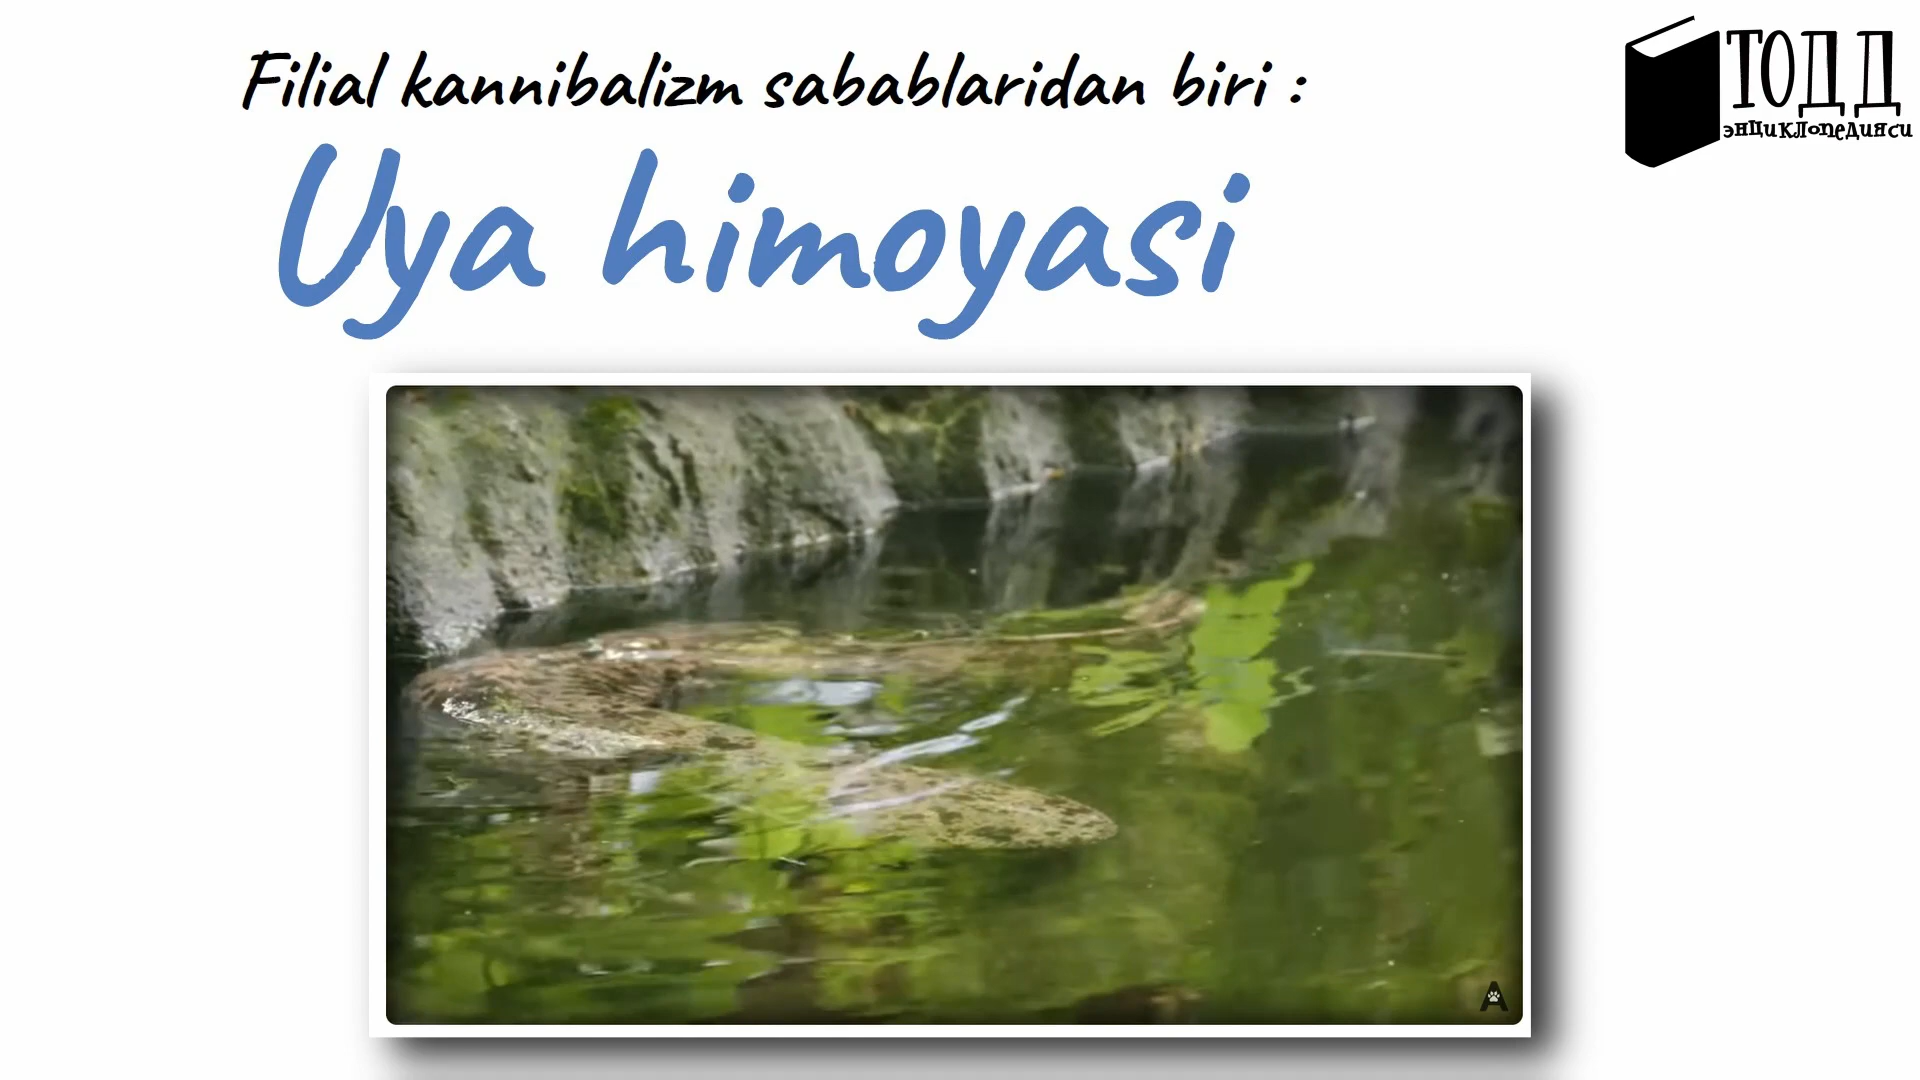 Filial kannibalizm sabablaridan biri :
Uya himoyasi
ТОДД
энциклопедияси
A